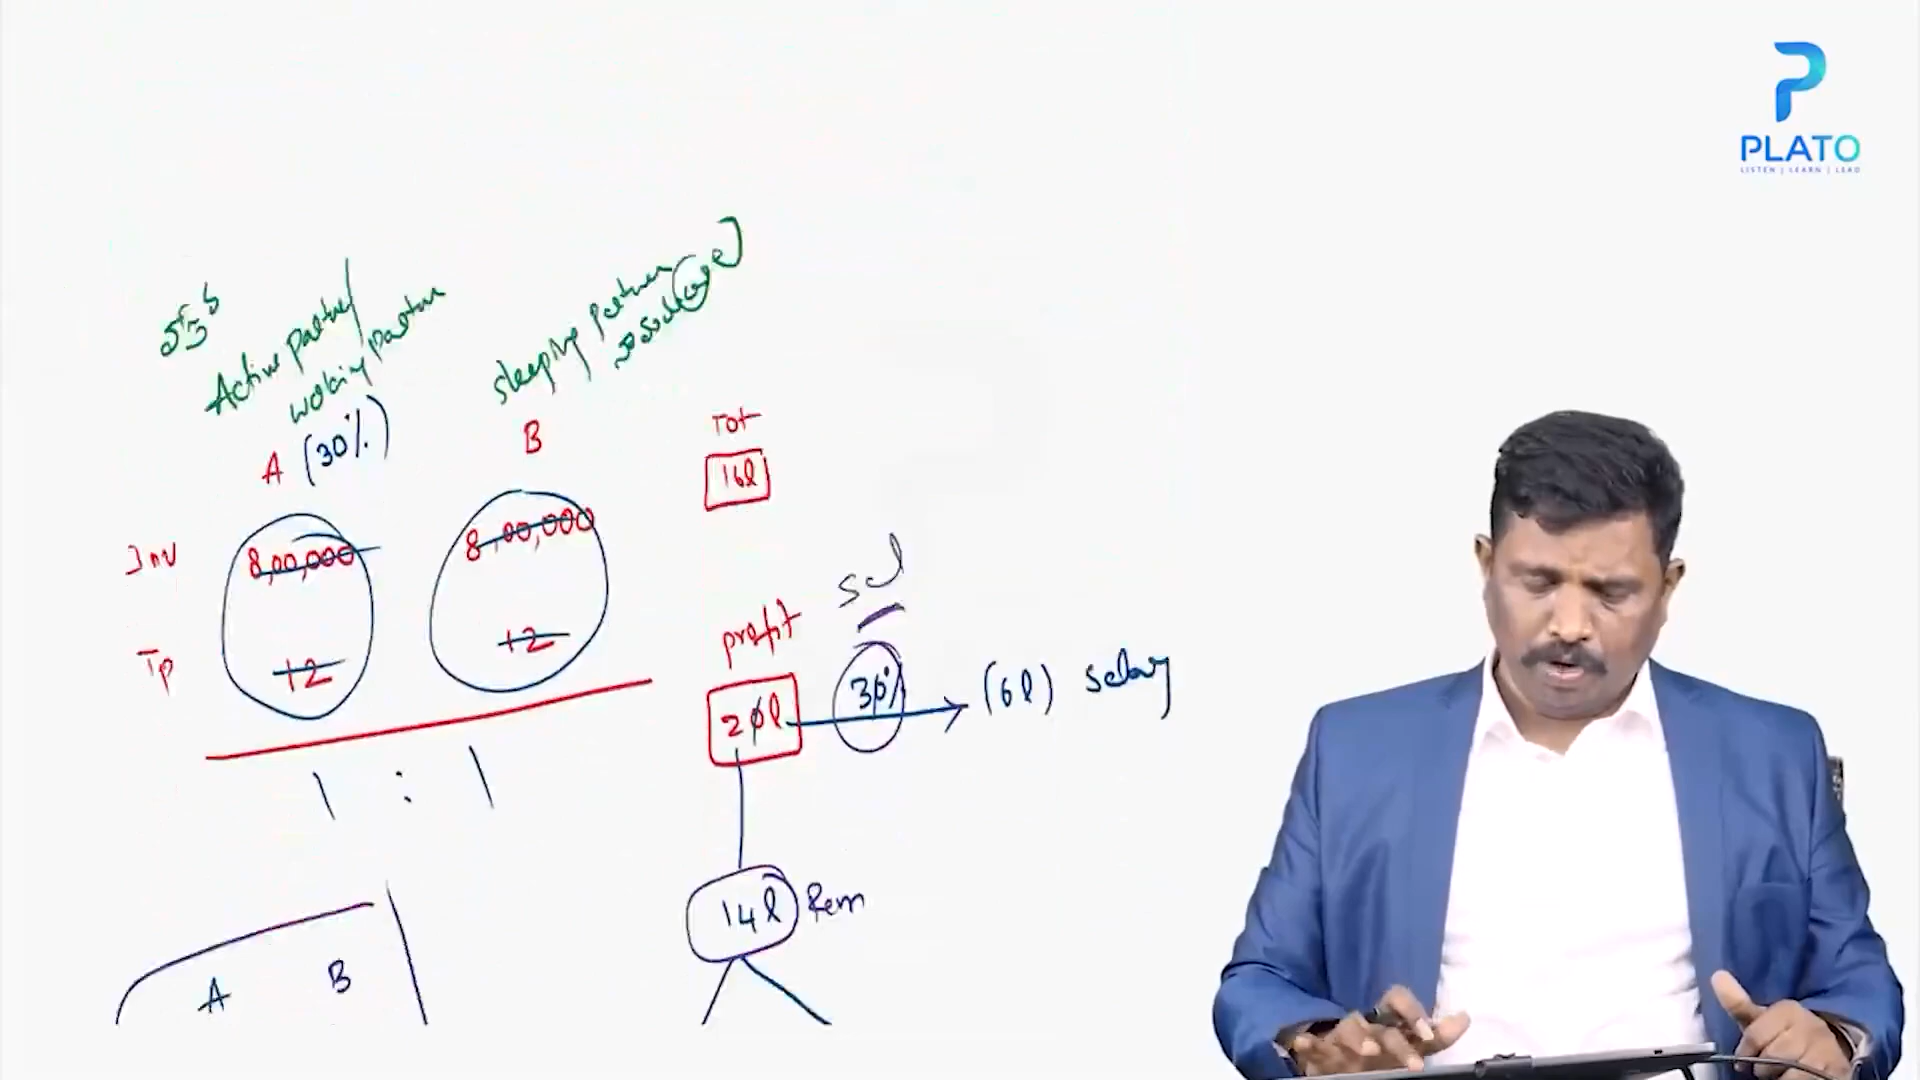 PLATO
LISTEN | LEARN | LEAD
Active partner
working partner
sleeping partner
A (30%)
B
Tot
16l
Inv
8,00,000
8,00,000
Tp
12
12
profit
sal
20l
30%
(6l) salary
1 : 1
14l
Rem
A
B